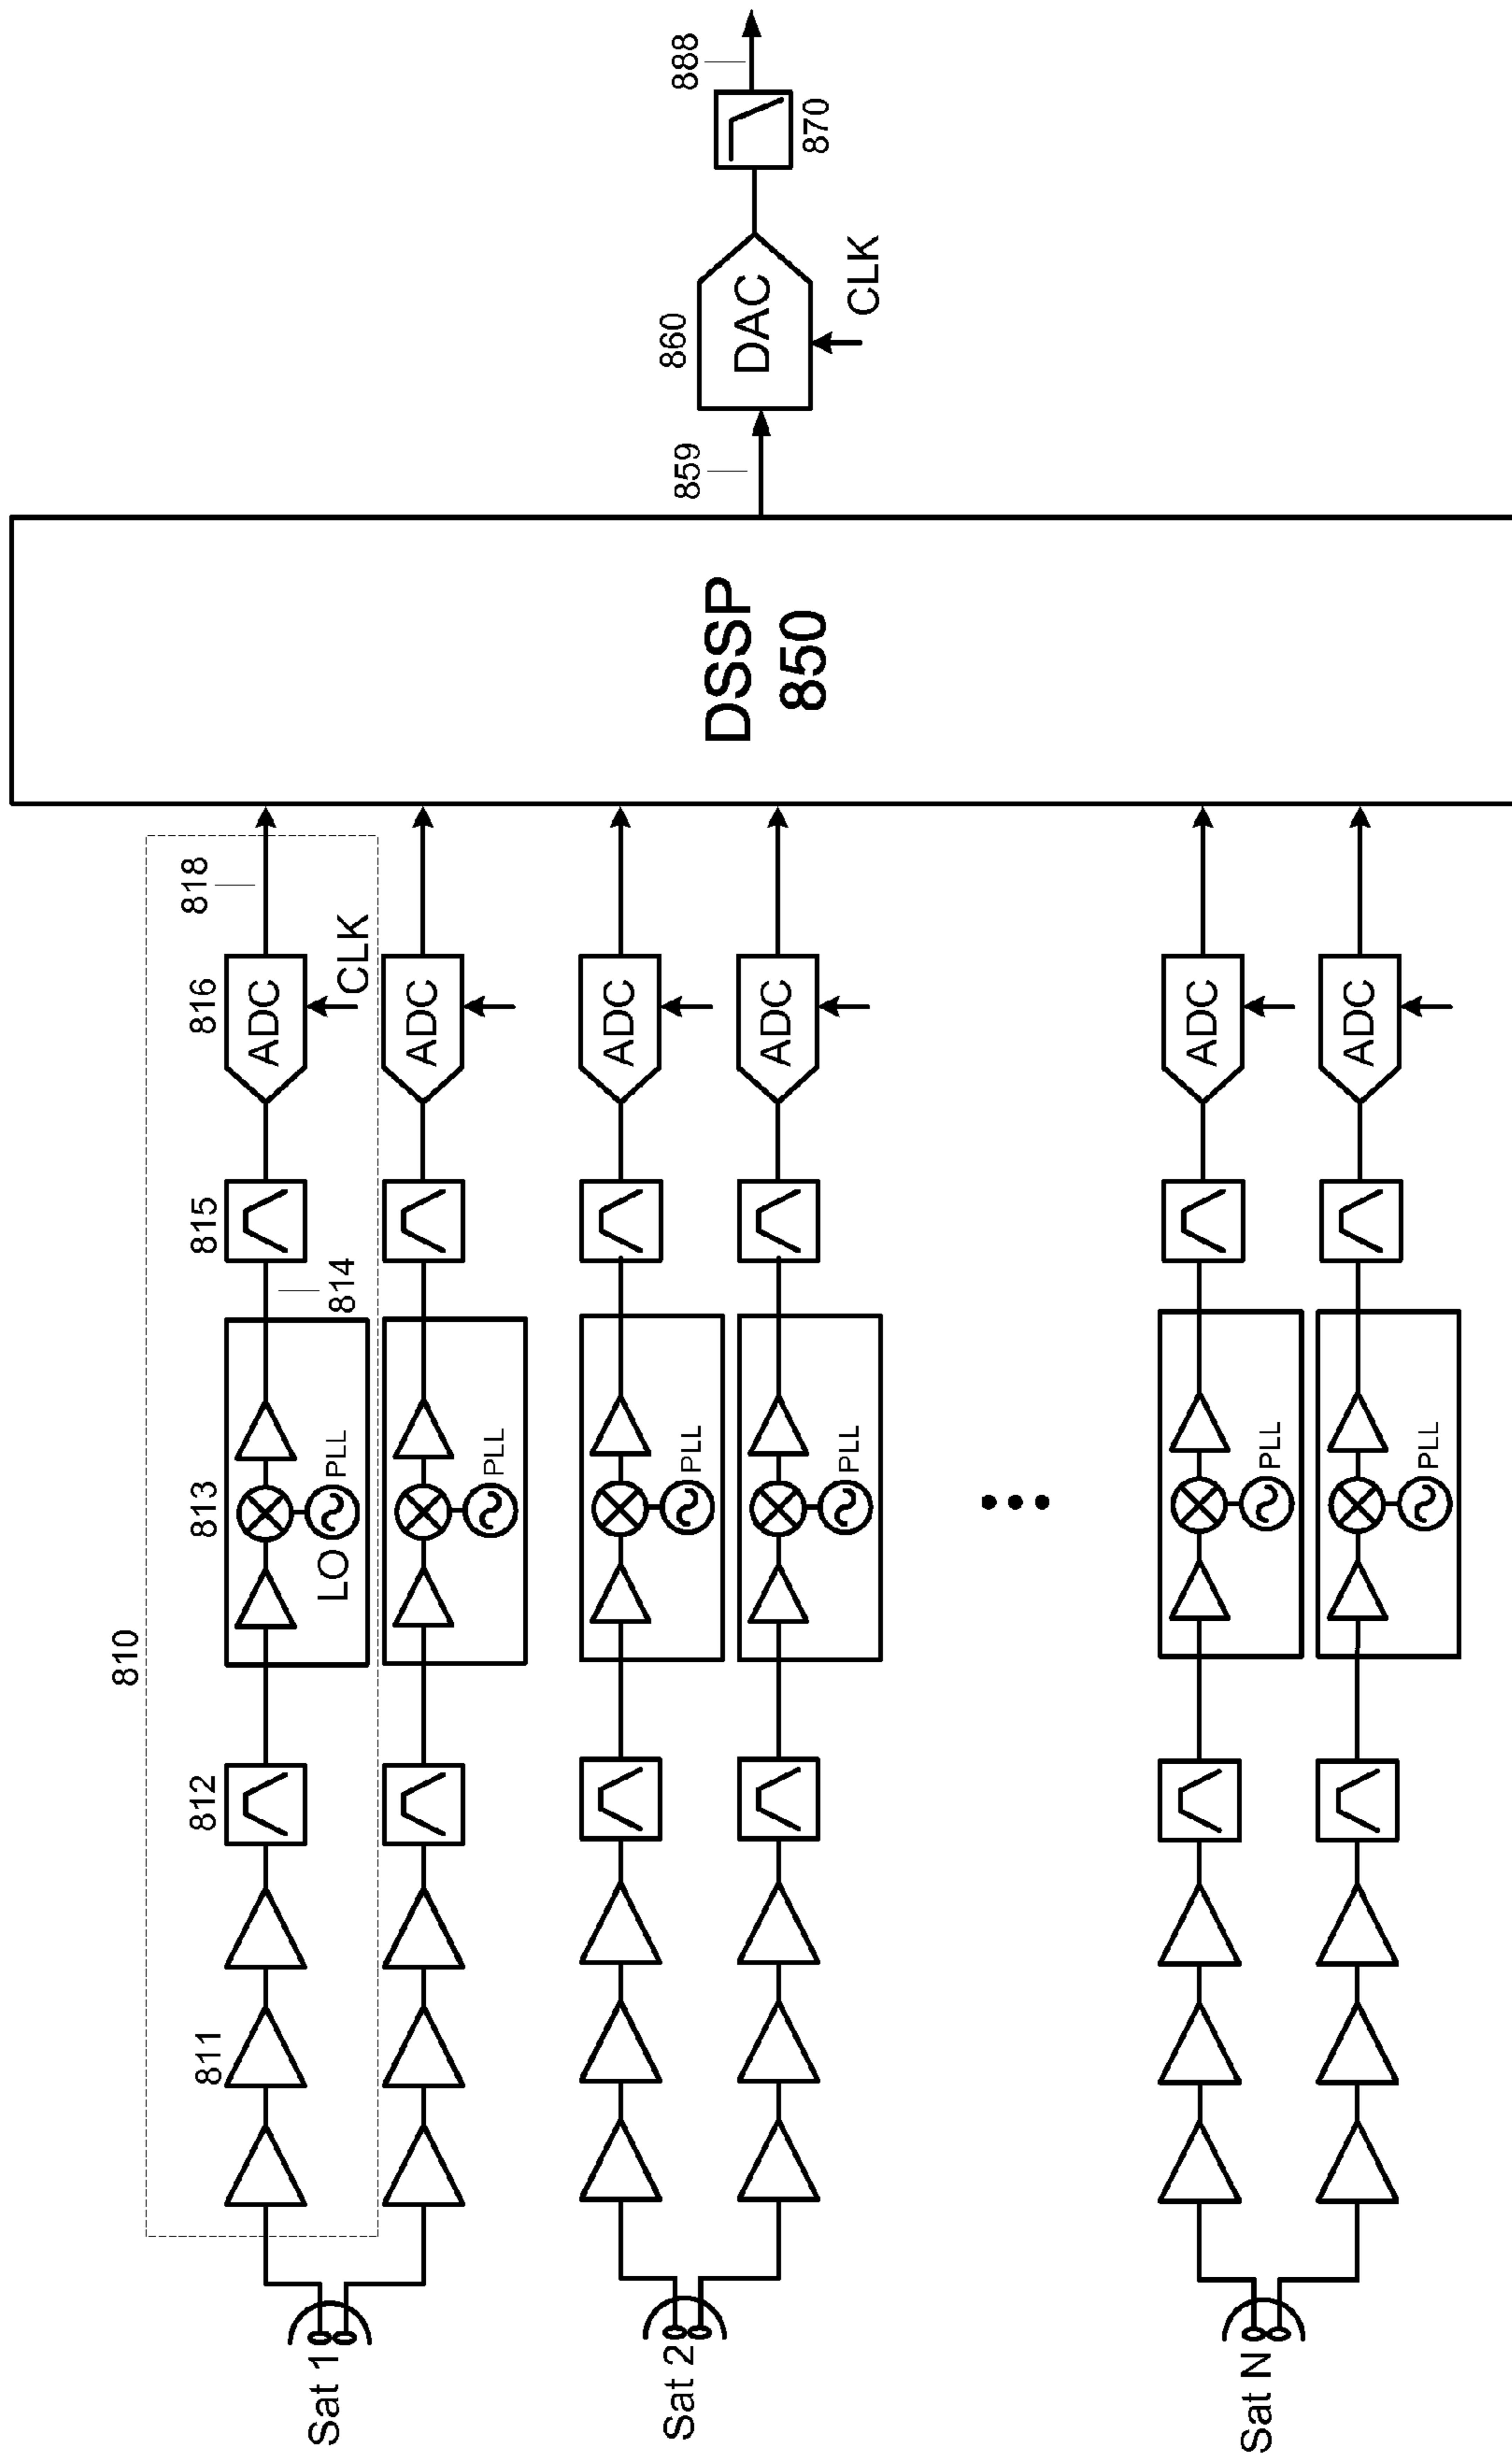 810
811
812
813
814
815
816
818
LO
PLL
ADC
CLK
Sat 1
PLL
ADC
Sat 2
PLL
ADC
PLL
ADC
Sat N
PLL
ADC
PLL
ADC
DSSP
850
859
860
DAC
CLK
870
888